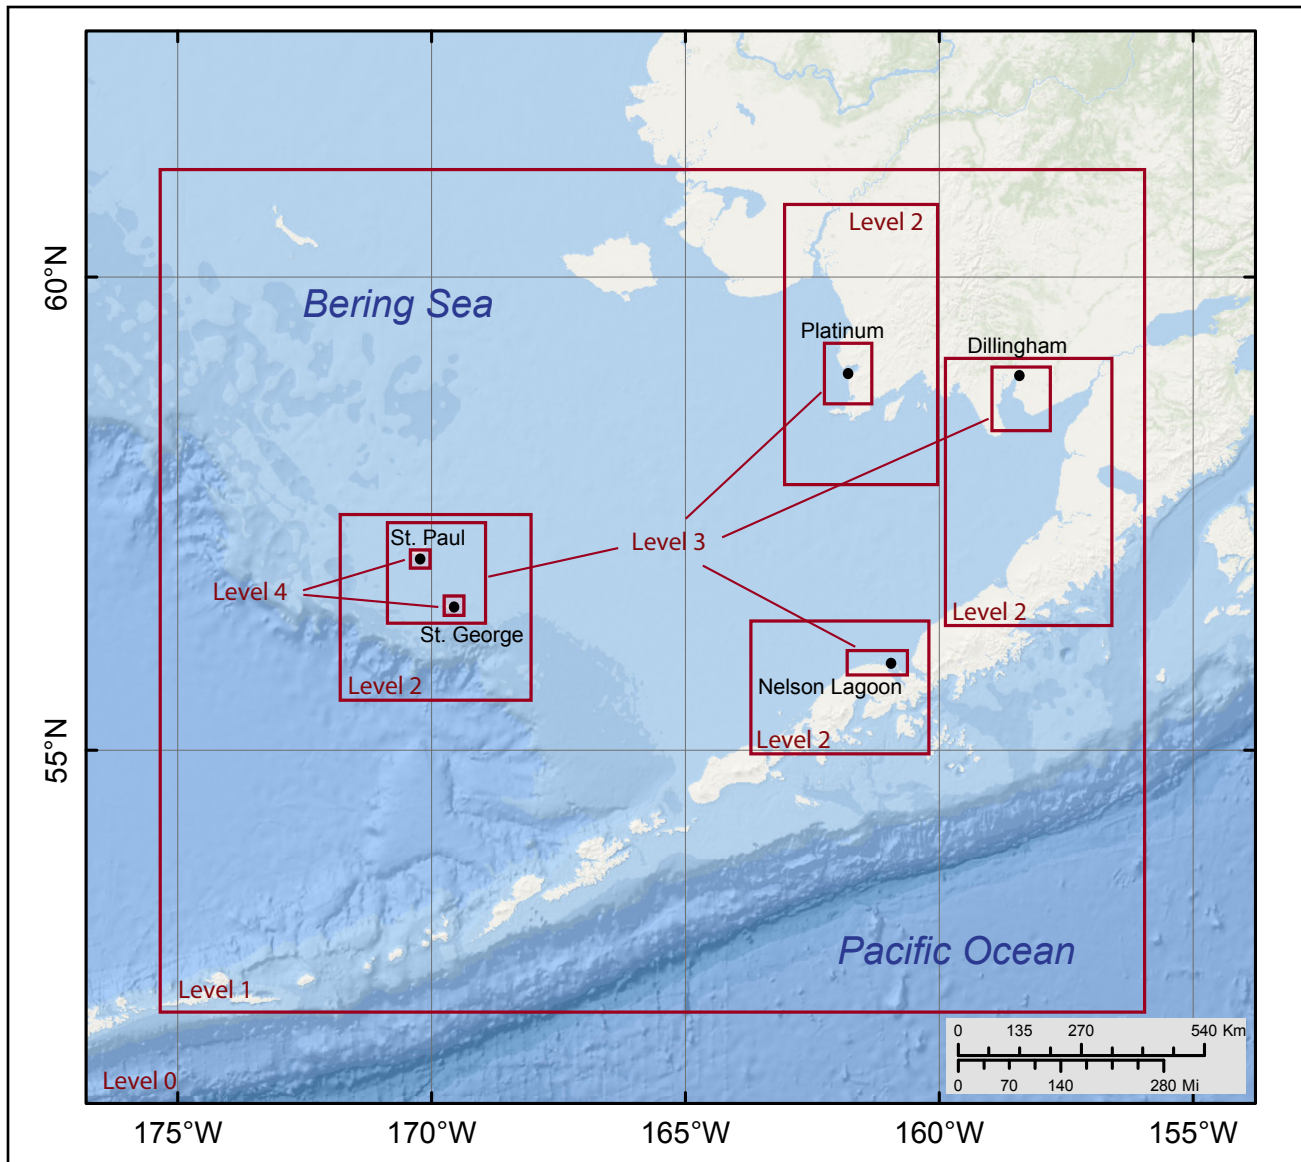 Level 2
60°N
Bering Sea
Platinum
Dillingham
St. Paul
Level 3
Level 4
Level 2
St. George
Level 2
Nelson Lagoon
Level 2
55°N
Pacific Ocean
Level 1
0 135 270 540 Km
Level 0
0 70 140 280 Mi
175°W 170°W 165°W 160°W 155°W